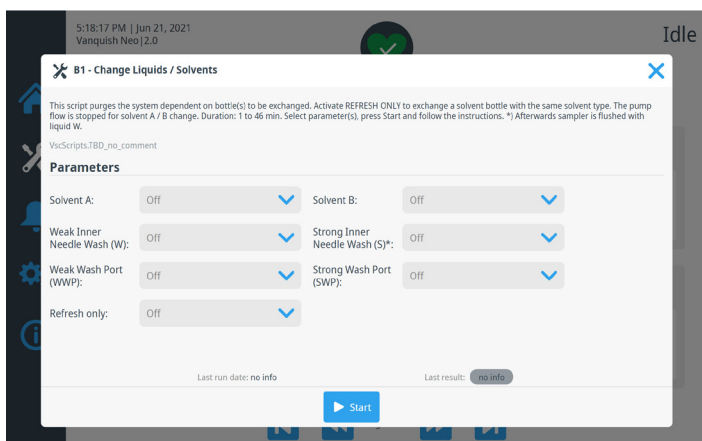 5:18:17 PM | Jun 21, 2021
Vanquish Neo|2.0
Idle
B1 - Change Liquids / Solvents
This script purges the system dependent on bottle(s) to be exchanged. Activate REFRESH ONLY to exchange a solvent bottle with the same solvent type. The pump
flow is stopped for solvent A / B change. Duration: 1 to 46 min. Select parameter(s), press Start and follow the instructions. *) Afterwards sampler is flushed with
liquid W.
VscScripts.TBD_no_comment
Parameters
Solvent A: Off Solvent B: Off
Weak Inner
Needle Wash (W): Off
Strong Inner
Needle Wash (S)*: Off
Weak Wash Port
(WWP): Off
Strong Wash Port
(SWP): Off
Refresh only: Off
Last run date: no info Last result: no info
Start